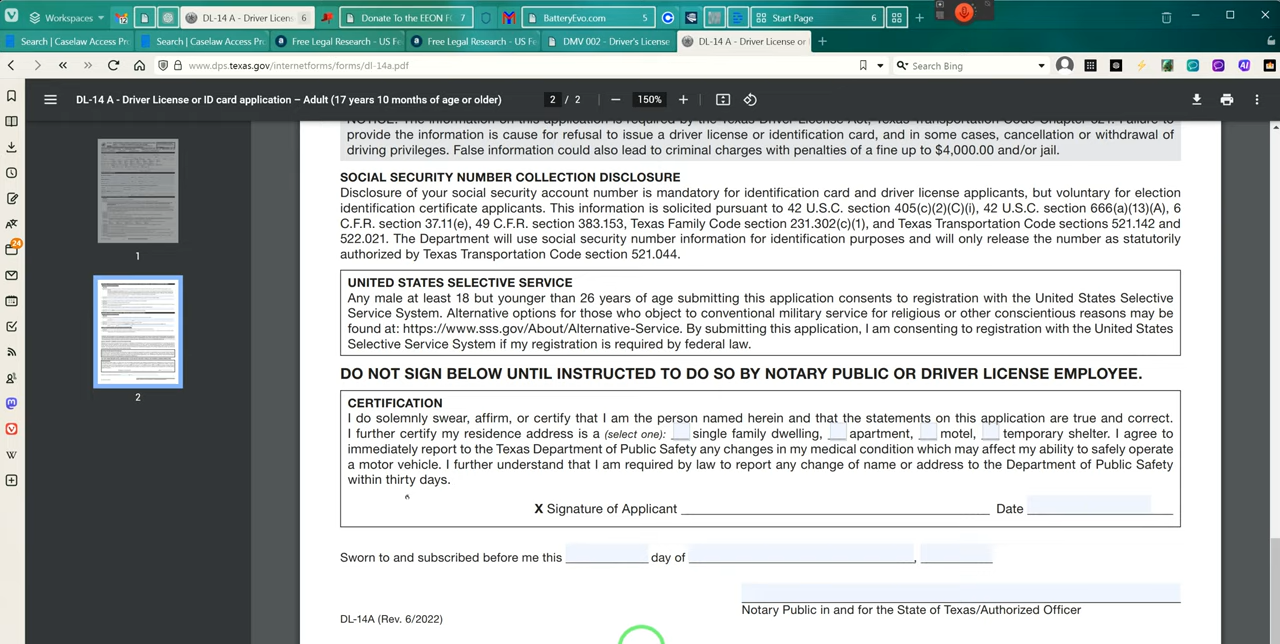 Workspaces
DL-14 A - Driver Licens 6
Donate To the EEON F 7
BatteryEvo.com 5
Start Page 6
Search | Caselaw Access Pr
Search | Caselaw Access Pro
Free Legal Research - US Fe
Free Legal Research - US Fe
DMV 002 - Driver's License
DL-14 A - Driver License or I
www.dps.texas.gov/internetforms/forms/dl-14a.pdf
Search Bing
AI
DL-14 A - Driver License or ID card application – Adult (17 years 10 months of age or older)
2 / 2
150%
24
1
2
provide the information is cause for refusal to issue a driver license or identification card, and in some cases, cancellation or withdrawal of
driving privileges. False information could also lead to criminal charges with penalties of a fine up to $4,000.00 and/or jail.
SOCIAL SECURITY NUMBER COLLECTION DISCLOSURE
Disclosure of your social security account number is mandatory for identification card and driver license applicants, but voluntary for election
identification certificate applicants. This information is solicited pursuant to 42 U.S.C. section 405(c)(2)(C)(i), 42 U.S.C. section 666(a)(13)(A), 6
C.F.R. section 37.11(e), 49 C.F.R. section 383.153, Texas Family Code section 231.302(c)(1), and Texas Transportation Code sections 521.142 and
522.021. The Department will use social security number information for identification purposes and will only release the number as statutorily
authorized by Texas Transportation Code section 521.044.
UNITED STATES SELECTIVE SERVICE
Any male at least 18 but younger than 26 years of age submitting this application consents to registration with the United States Selective
Service System. Alternative options for those who object to conventional military service for religious or other conscientious reasons may be
found at: https://www.sss.gov/About/Alternative-Service. By submitting this application, I am consenting to registration with the United States
Selective Service System if my registration is required by federal law.
DO NOT SIGN BELOW UNTIL INSTRUCTED TO DO SO BY NOTARY PUBLIC OR DRIVER LICENSE EMPLOYEE.
CERTIFICATION
I do solemnly swear, affirm, or certify that I am the person named herein and that the statements on this application are true and correct.
I further certify my residence address is a (select one): single family dwelling, apartment, motel, temporary shelter. I agree to
immediately report to the Texas Department of Public Safety any changes in my medical condition which may affect my ability to safely operate
a motor vehicle. I further understand that I am required by law to report any change of name or address to the Department of Public Safety
within thirty days.
X Signature of Applicant Date
Sworn to and subscribed before me this day of ,
Notary Public in and for the State of Texas/Authorized Officer
DL-14A (Rev. 6/2022)